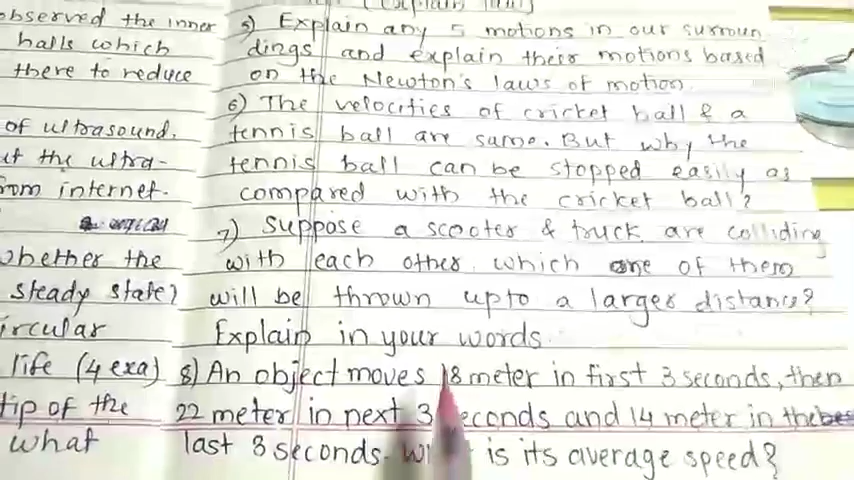 observed the inner
balls which
there to reduce
of ultrasound.
ut the ultra-
from internet.
whether the
steady state?
circular
life (4 exa)
tip of the
what
5) Explain any 5 motions in our surroun
dings and explain their motions based
on the Newton's laws of motion.
6) The velocities of cricket ball & a
tennis ball are same. But why the
tennis ball can be stopped easily as
compared with the cricket ball?
7) Suppose a scooter & truck are colliding
with each other. which one of them
will be thrown upto a larger distance?
Explain in your words.
8) An object moves 18 meter in first 3 seconds, then
22 meter in next 3 seconds and 14 meter in the
last 3 seconds. is its average speed?